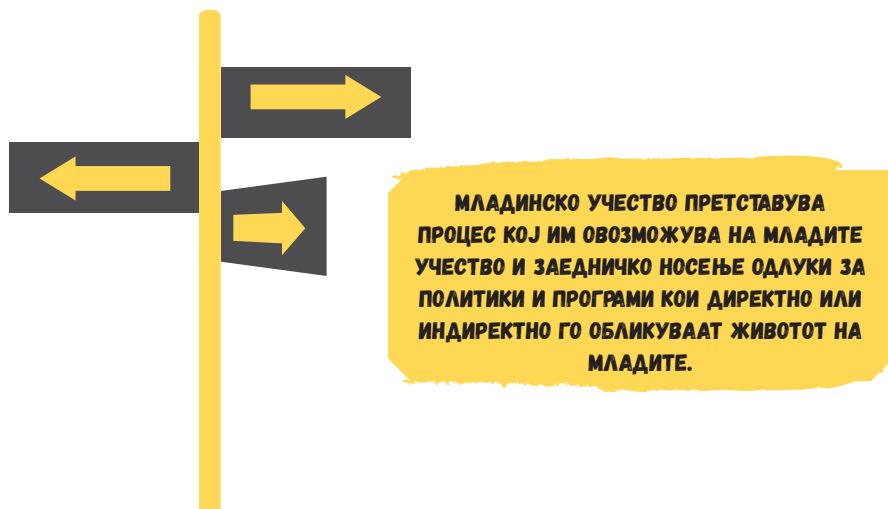 МЛАДИНСКО УЧЕСТВО ПРЕТСТАВУВА
ПРОЦЕС КОЈ ИМ ОВОЗМОЖУВА НА МЛАДИТЕ
УЧЕСТВО И ЗАЕДНИЧКО НОСЕЊЕ ОДЛУКИ ЗА
ПОЛИТИКИ И ПРОГРАМИ КОИ ДИРЕКТНО ИЛИ
ИНДИРЕКТНО ГО ОБЛИКУВААТ ЖИВОТОТ НА
МЛАДИТЕ.